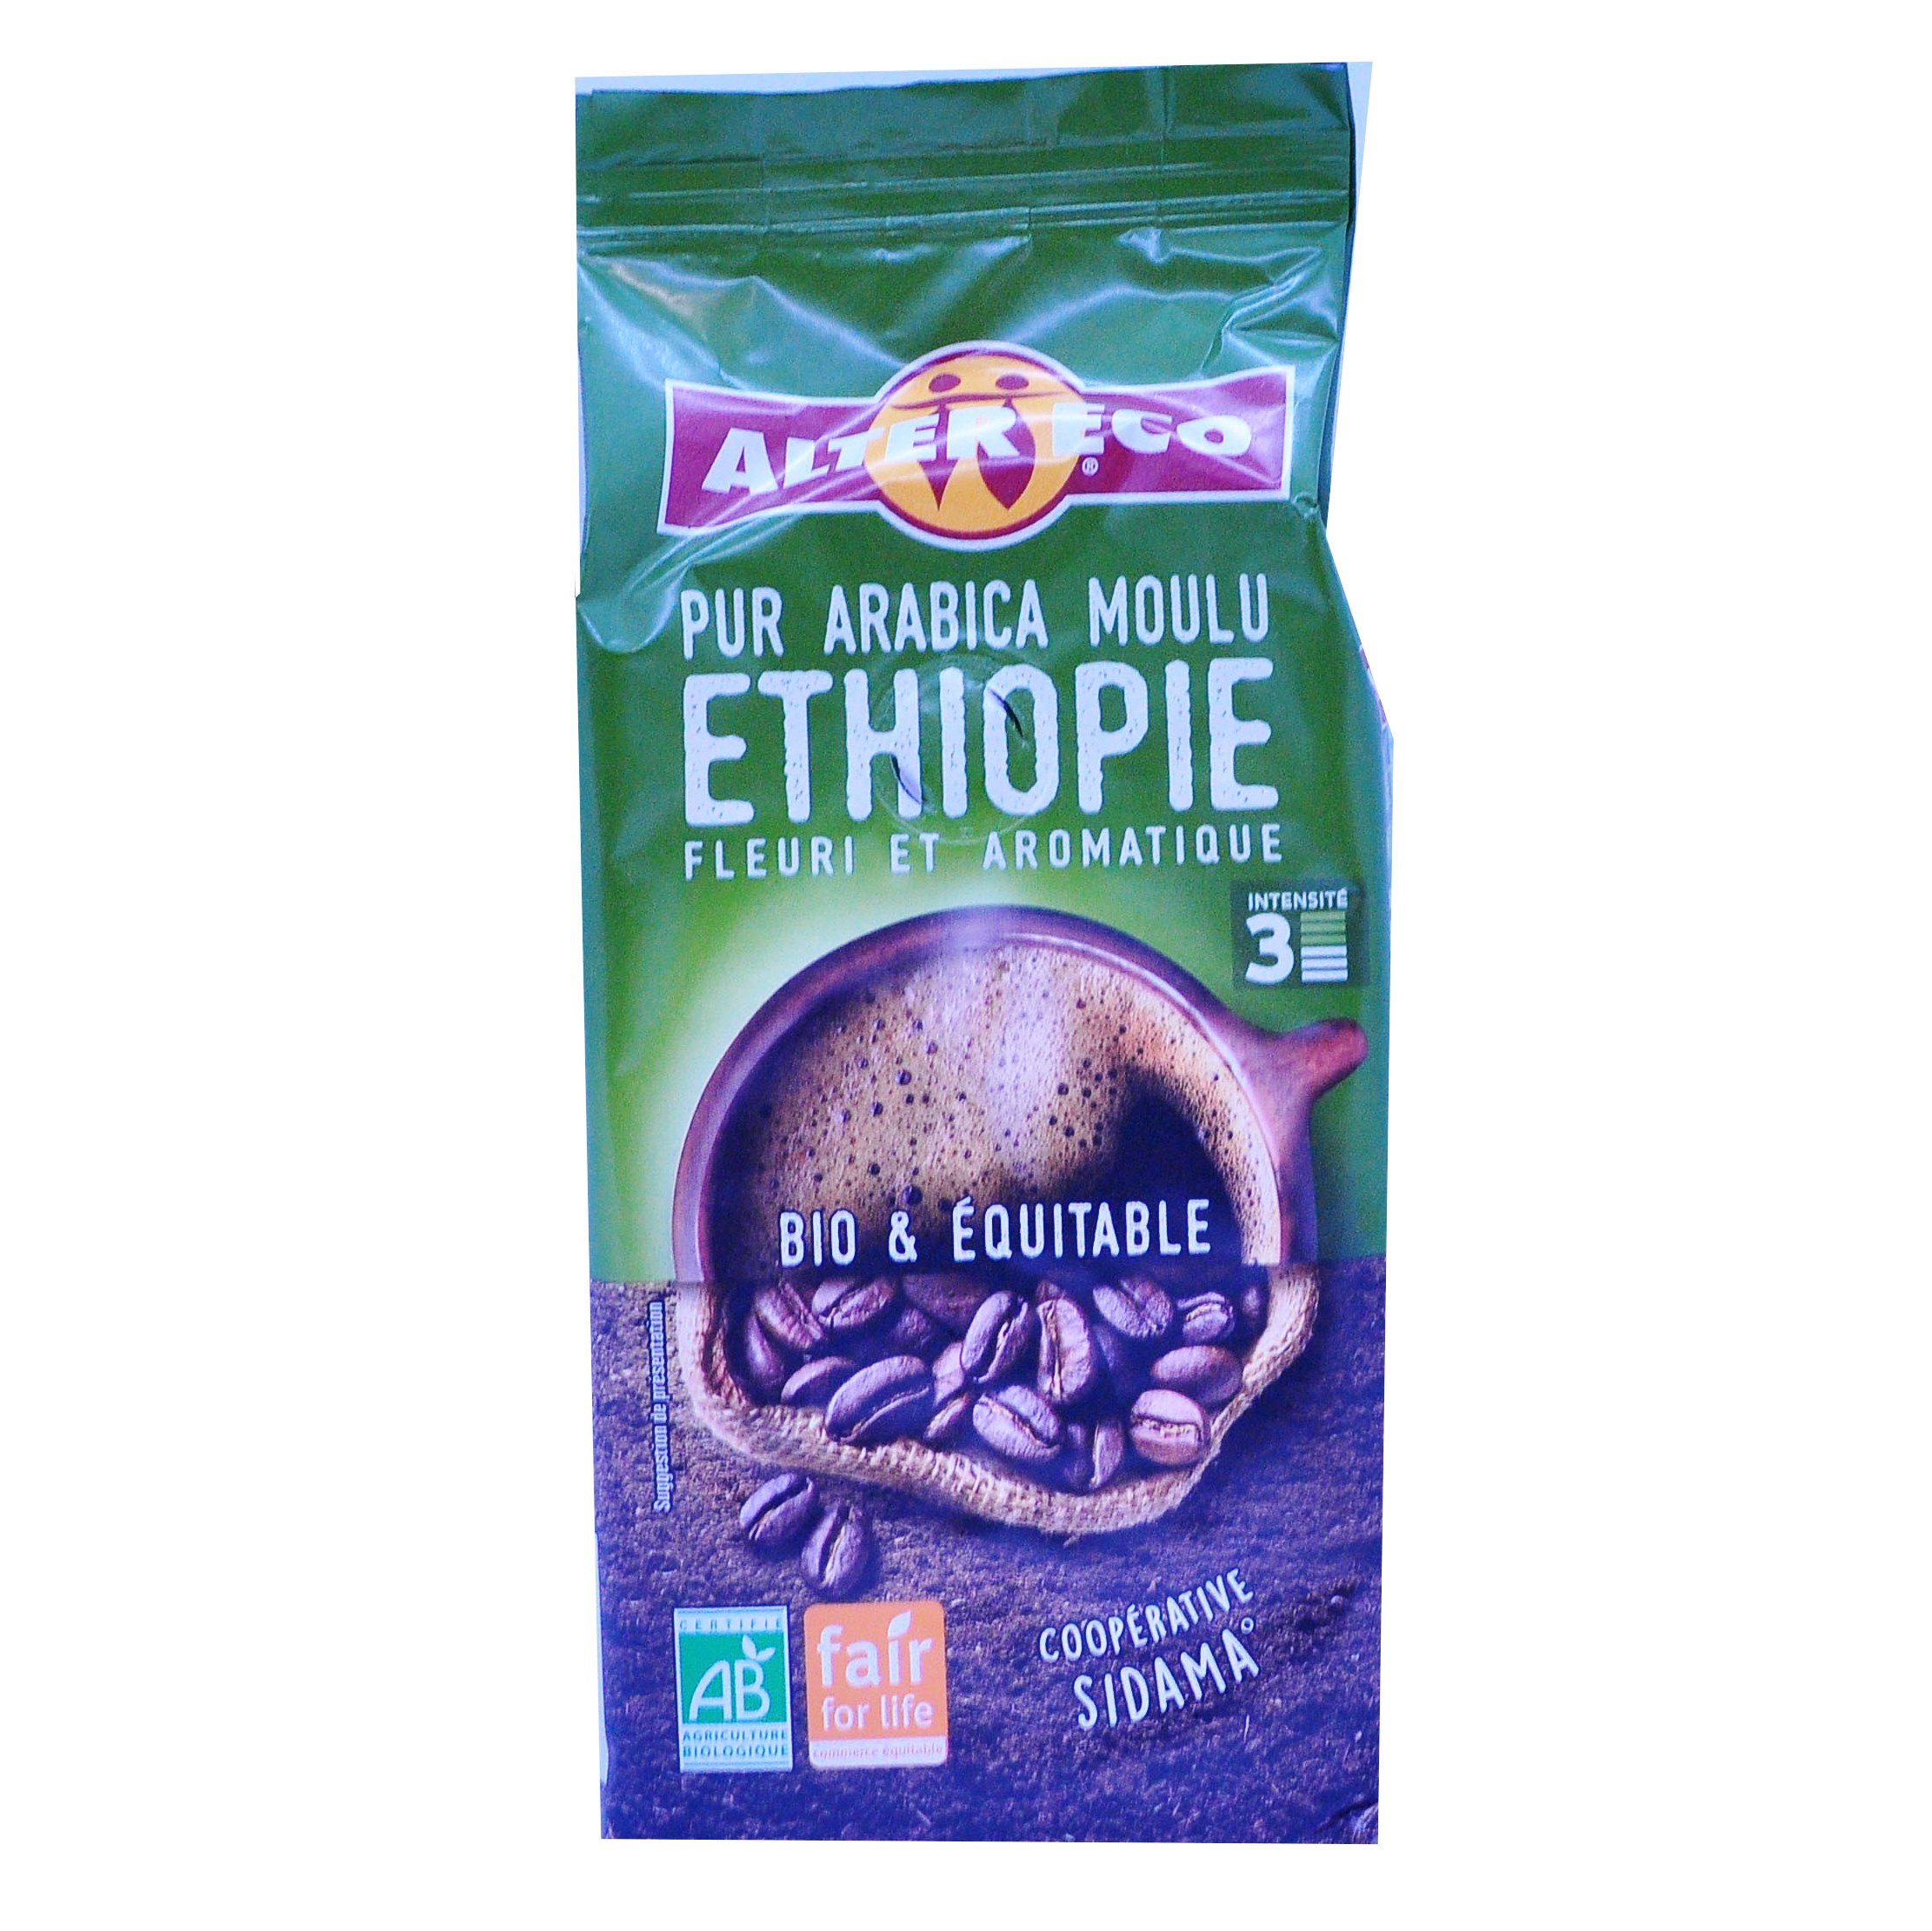 ALTER ECO
®
PUR ARABICA MOULU
ETHIOPIE
FLEURI ET AROMATIQUE
INTENSITÉ
3
BIO & ÉQUITABLE
Suggestion de présentation
COOPÉRATIVE
SIDAMA°
CERTIFIÉ
AB
AGRICULTURE
BIOLOGIQUE
fair
for life
commerce équitable